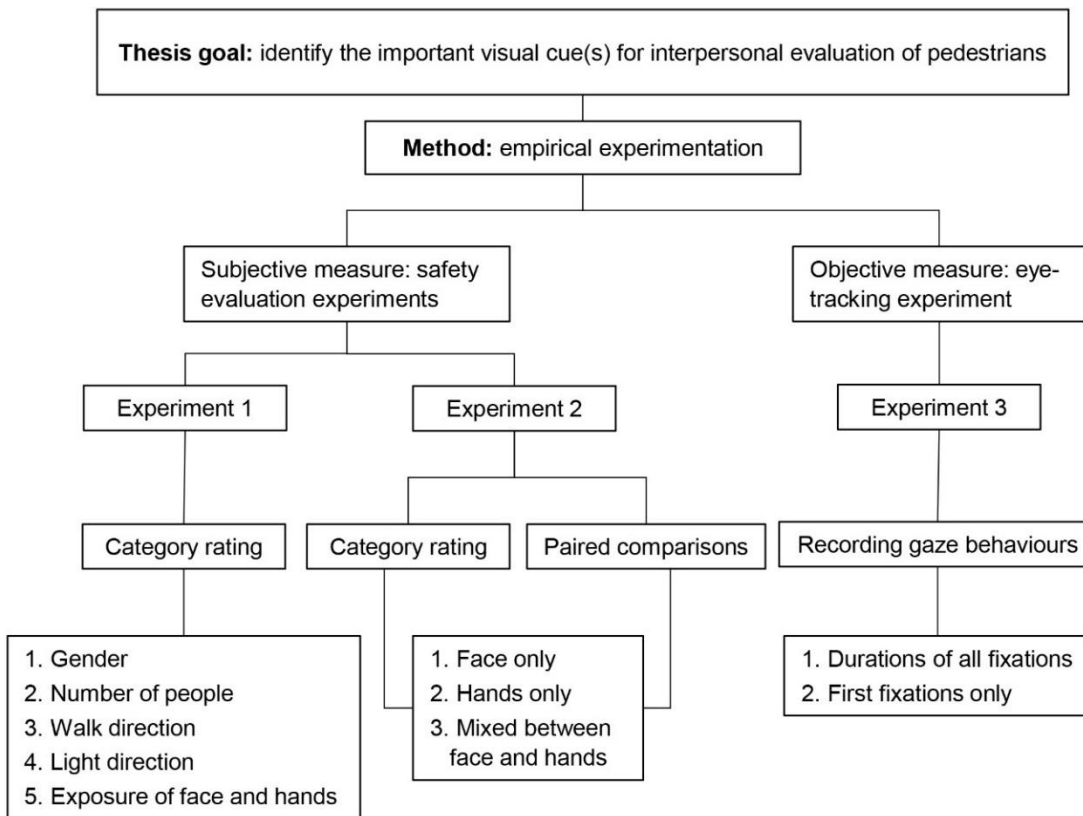 Thesis goal: identify the important visual cue(s) for interpersonal evaluation of pedestrians
Method: empirical experimentation
Subjective measure: safety
evaluation experiments
Objective measure: eye-
tracking experiment
Experiment 1
Experiment 2
Experiment 3
Category rating
Category rating
Paired comparisons
Recording gaze behaviours
1. Gender
2. Number of people
3. Walk direction
4. Light direction
5. Exposure of face and hands
1. Face only
2. Hands only
3. Mixed between
face and hands
1. Durations of all fixations
2. First fixations only